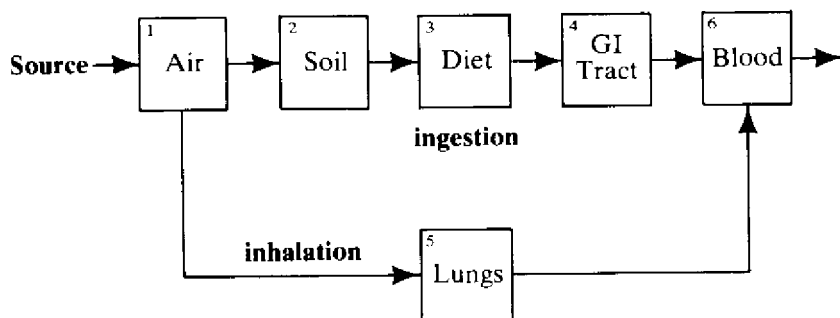 1
Air
2
Soil
3
Diet
4
GI
Tract
6
Blood
Source
ingestion
inhalation
5
Lungs